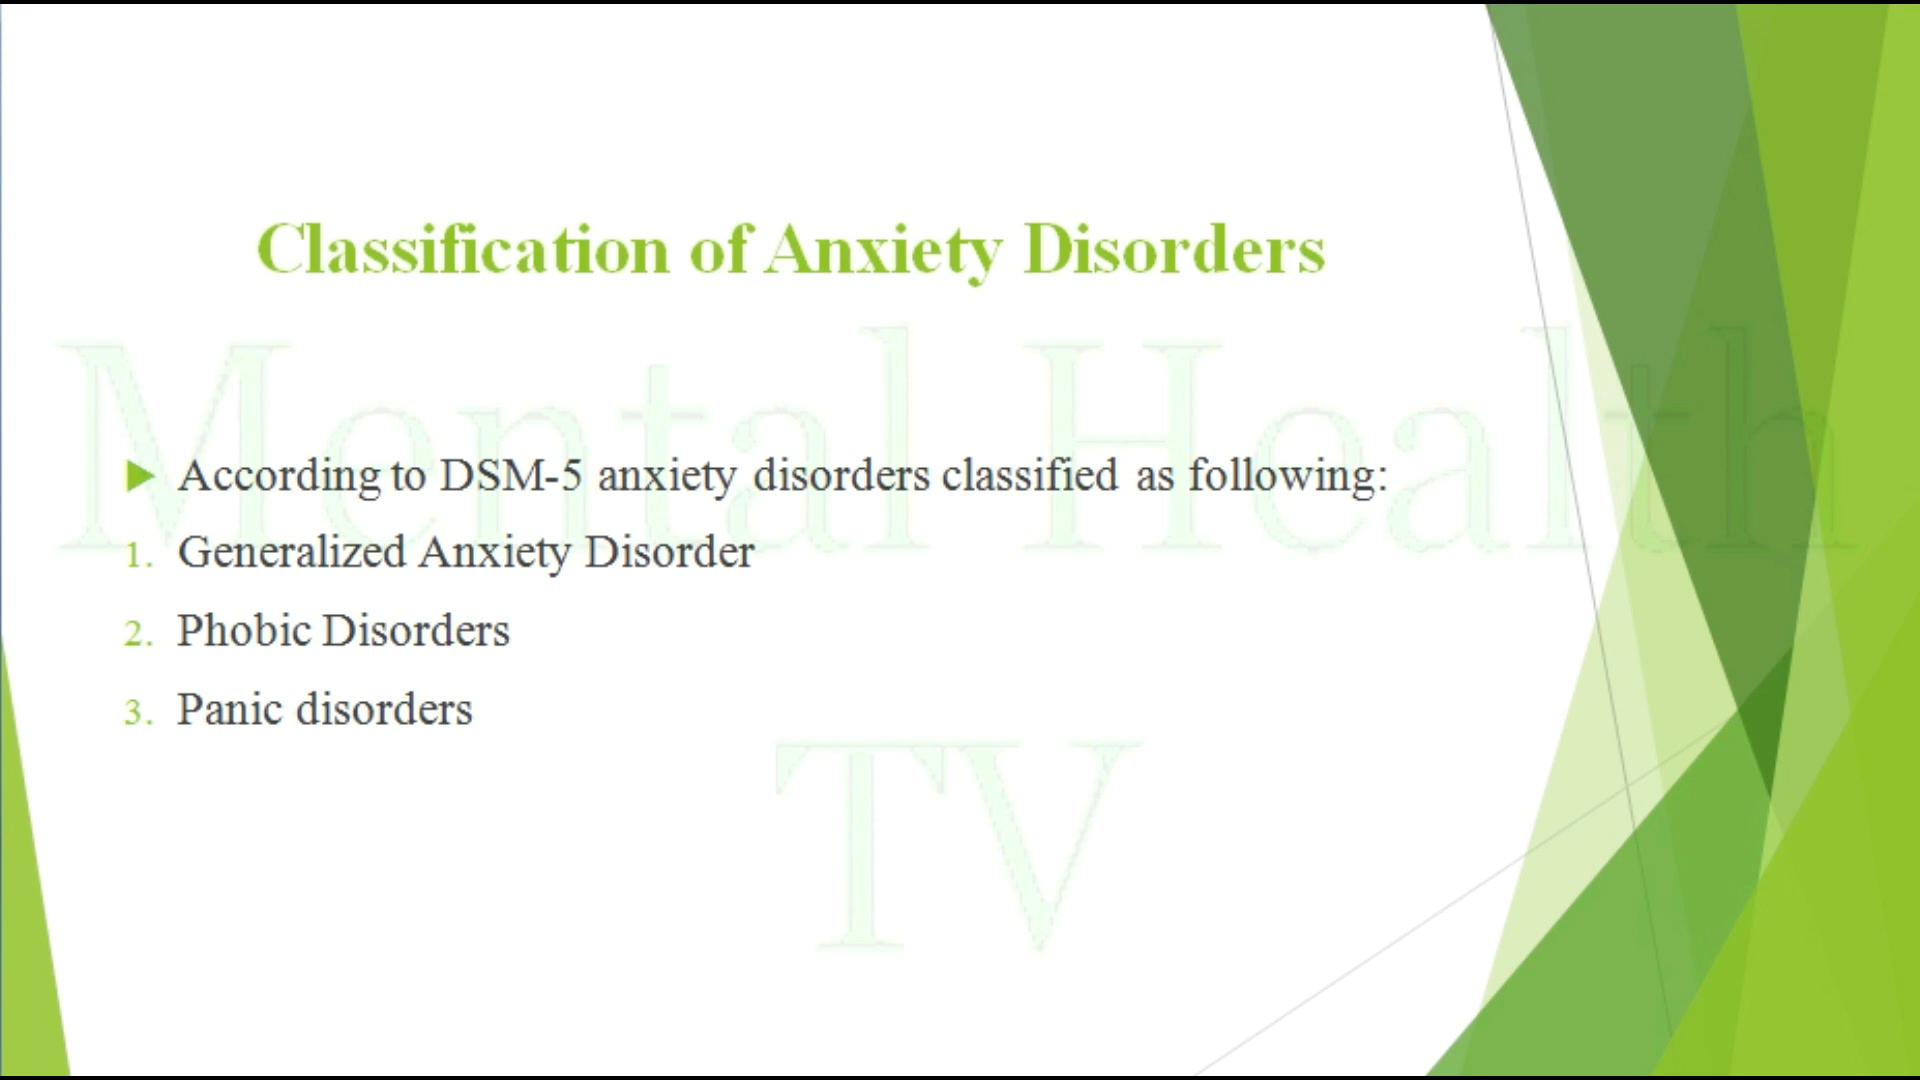 Classification of Anxiety Disorders
Mental Health
TV
▶ According to DSM-5 anxiety disorders classified as following:
1. Generalized Anxiety Disorder
2. Phobic Disorders
3. Panic disorders